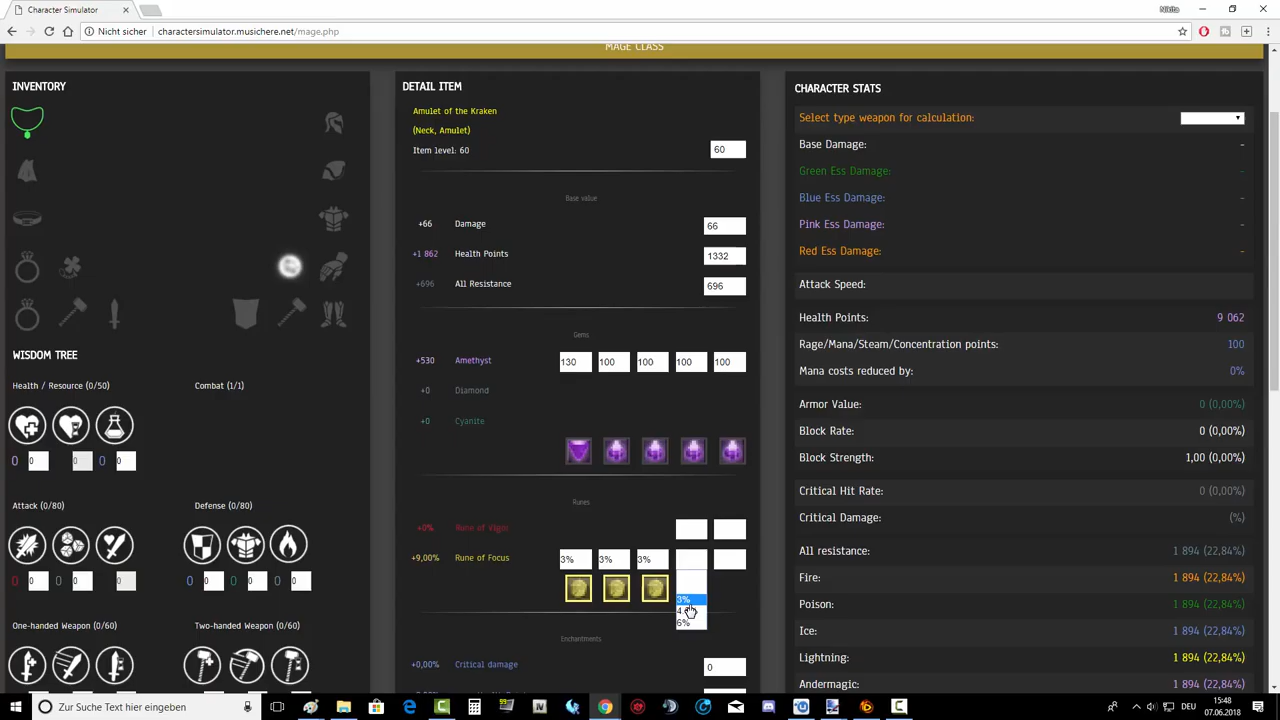 Character Simulator
Nikita
Nicht sicher | charactersimulator.musichere.net/mage.php
MAGE CLASS
INVENTORY
WISDOM TREE
Health / Resource (0/50) Combat (1/1)
0 0 0 0 0
Attack (0/80) Defense (0/80)
0 0 0 0 0 0 0 0 0 0 0
One-handed Weapon (0/60) Two-handed Weapon (0/60)
DETAIL ITEM
Amulet of the Kraken
(Neck, Amulet)
Item level: 60 60
Base value
+66 Damage 66
+1 862 Health Points 1332
+696 All Resistance 696
Gems
+530 Amethyst 130 100 100 100 100
+0 Diamond
+0 Cyanite
Runes
+0% Rune of Vigor
+9,00% Rune of Focus 3% 3% 3%
3%
6%
Enchantments
+0,00% Critical damage 0
CHARACTER STATS
Select type weapon for calculation:
Base Damage: -
Green Ess Damage: -
Blue Ess Damage: -
Pink Ess Damage: -
Red Ess Damage: -
Attack Speed:
Health Points: 9 062
Rage/Mana/Steam/Concentration points: 100
Mana costs reduced by: 0%
Armor Value: 0 (0,00%)
Block Rate: 0 (0,00%)
Block Strength: 1,00 (0,00%)
Critical Hit Rate: 0 (0,00%)
Critical Damage: (%)
All resistance: 1 894 (22,84%)
Fire: 1 894 (22,84%)
Poison: 1 894 (22,84%)
Ice: 1 894 (22,84%)
Lightning: 1 894 (22,84%)
Andermagic: 1 894 (22,84%)
Zur Suche Text hier eingeben
DEU
15:48
07.06.2018